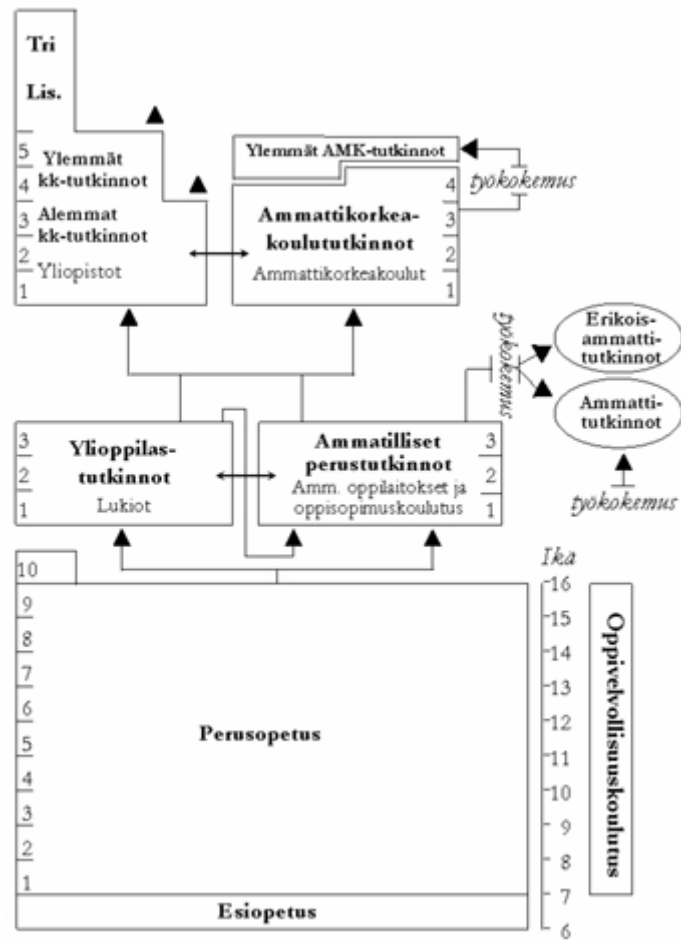 Tri
Lis.
5
4
3
2
1
Ylemmät
kk-tutkinnot
Alemmat
kk-tutkinnot
Yliopistot
Ylemmät AMK-tutkinnot
Ammattikorkea-
koulututkinnot
Ammattikorkeakoulut
4
3
2
1
työkokemus
työkokemus
Erikois-
ammatti-
tutkinnot
Ammatti-
tutkinnot
työkokemus
3
2
1
Ylioppilas-
tutkinnot
Lukiot
Ammatilliset
perustutkinnot
Amm. oppilaitokset ja
oppisopimuskoulutus
3
2
1
10
9
8
7
6
5
4
3
2
1
Perusopetus
Esiopetus
Ikä
16
15
14
13
12
11
10
9
8
7
6
Oppivelvollisuuskoulutus